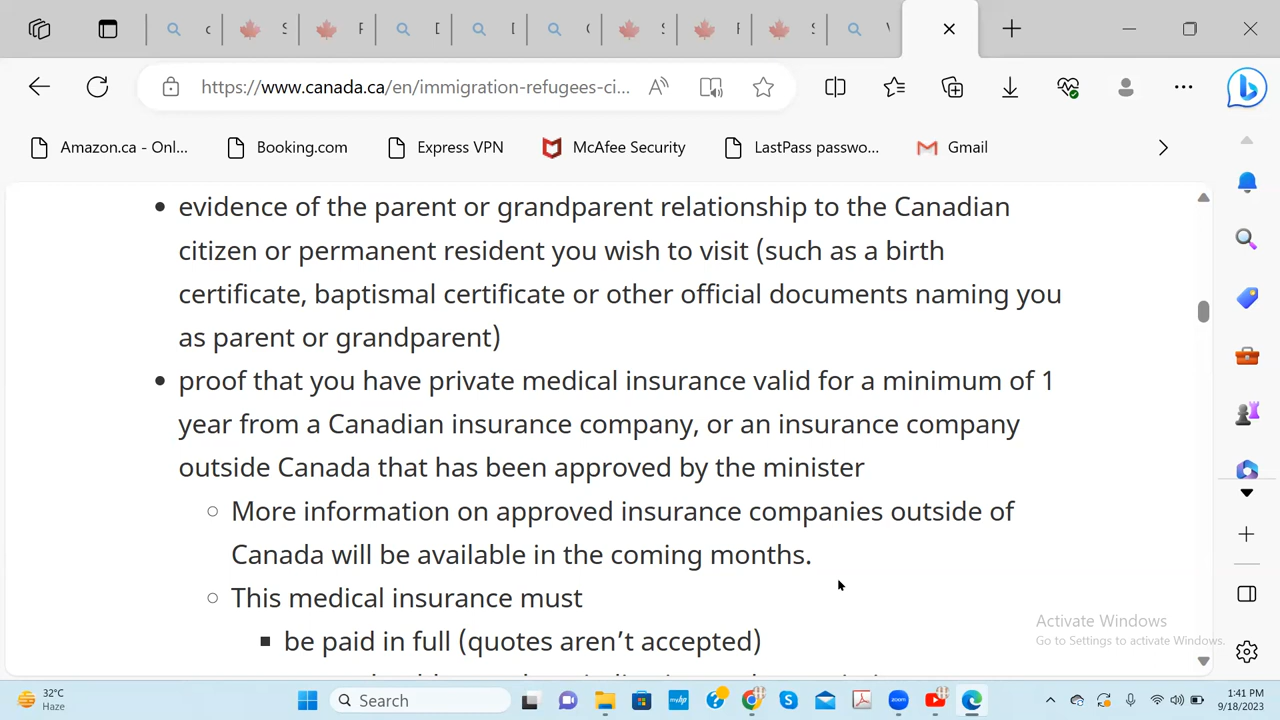 c
S
F
D
D
C
S
F
S
V
https://www.canada.ca/en/immigration-refugees-ci...
Amazon.ca - Onl...
Booking.com
Express VPN
McAfee Security
LastPass passwo...
Gmail
• evidence of the parent or grandparent relationship to the Canadian
citizen or permanent resident you wish to visit (such as a birth
certificate, baptismal certificate or other official documents naming you
as parent or grandparent)
• proof that you have private medical insurance valid for a minimum of 1
year from a Canadian insurance company, or an insurance company
outside Canada that has been approved by the minister
◦ More information on approved insurance companies outside of
Canada will be available in the coming months.
◦ This medical insurance must
▪ be paid in full (quotes aren’t accepted)
Activate Windows
Go to Settings to activate Windows.
32°C
Haze
Search
1:41 PM
9/18/2023